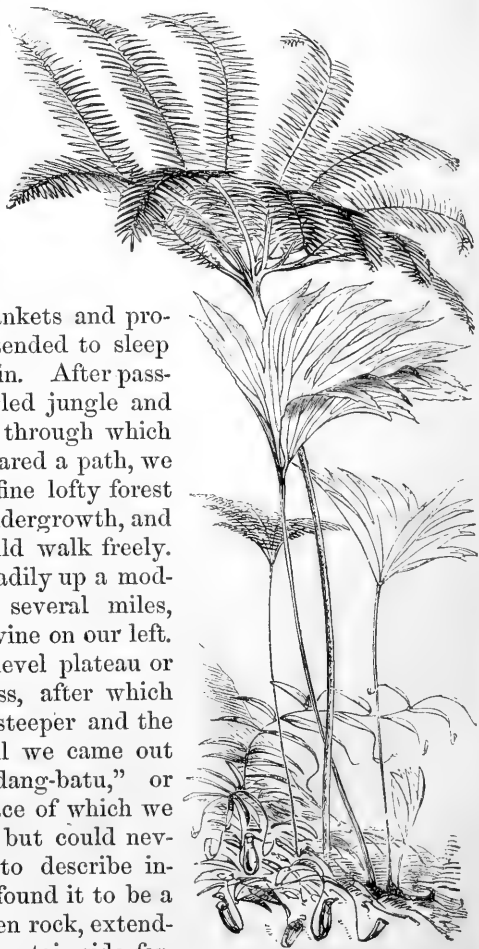 nkets and pro-
ended to sleep
in. After pass-
led jungle and
through which
ared a path, we
fine lofty forest
dergrowth, and
ld walk freely.
adily up a mod-
several miles,
vine on our left.
evel plateau or
ss, after which
steeper and the
l we came out
dang-batu," or
ce of which we
but could nev-
to describe in-
found it to be a
en rock, extend-